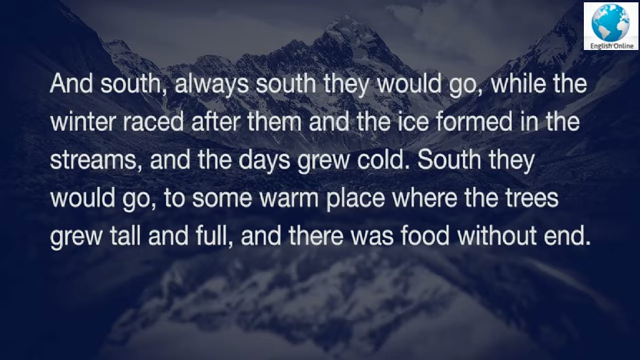 English Online
And south, always south they would go, while the
winter raced after them and the ice formed in the
streams, and the days grew cold. South they
would go, to some warm place where the trees
grew tall and full, and there was food without end.